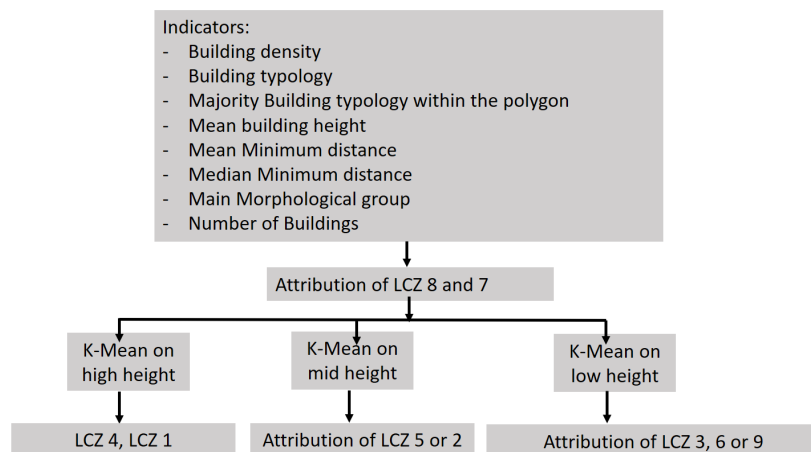 Indicators:
- Building density
- Building typology
- Majority Building typology within the polygon
- Mean building height
- Mean Minimum distance
- Median Minimum distance
- Main Morphological group
- Number of Buildings
Attribution of LCZ 8 and 7
K-Mean on
high height
K-Mean on
mid height
K-Mean on
low height
LCZ 4, LCZ 1
Attribution of LCZ 5 or 2
Attribution of LCZ 3, 6 or 9